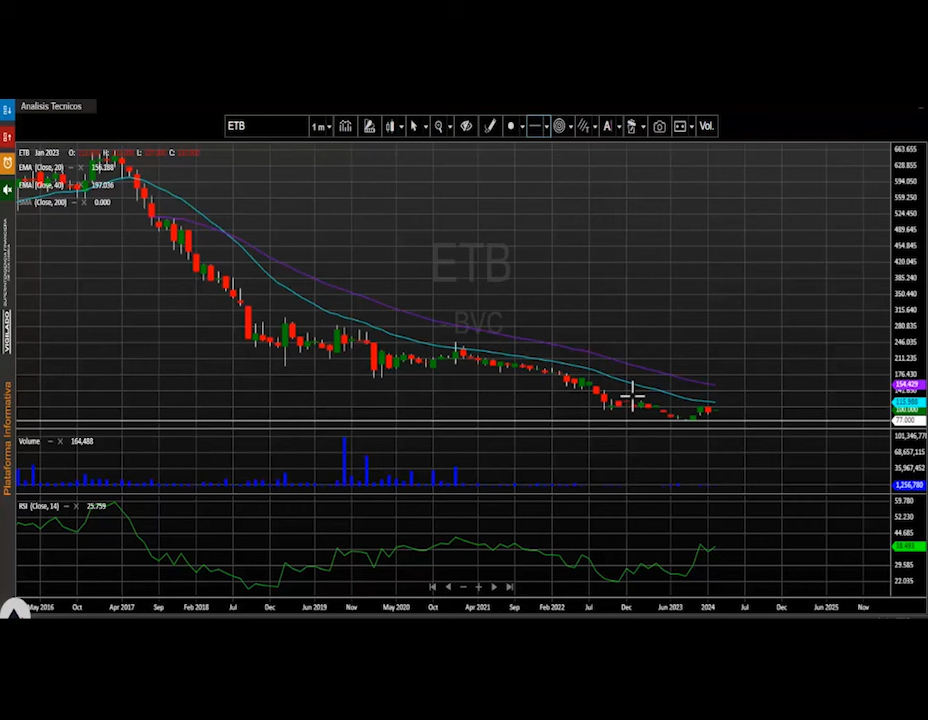 Analisis Tecnicos
ETB
1 m
Vol.
ETB Jan 2023 O: H: L: C:
EMA (Close, 20) X 156.188
EMA (Close, 40) X 197.036
SMA (Close, 200) X 0.000
ETB
BVC
663.655
628.855
594.050
559.250
524.450
489.645
454.845
420.045
385.240
350.440
315.640
280.835
246.035
211.235
176.430
154.429
115.988
100.000
77.000
Volume X 164,488
101,346,77
68,657,115
35,967,452
1,256,780
RSI (Close, 14) X 25.759
59.780
52.230
44.685
29.585
22.035
May 2016 Oct Apr 2017 Sep Feb 2018 Jul Dec Jun 2019 Nov May 2020 Oct Apr 2021 Sep Feb 2022 Jul Dec Jun 2023 2024 Jul Dec Jun 2025 Nov
VIGILADO
Plataforma Informativa